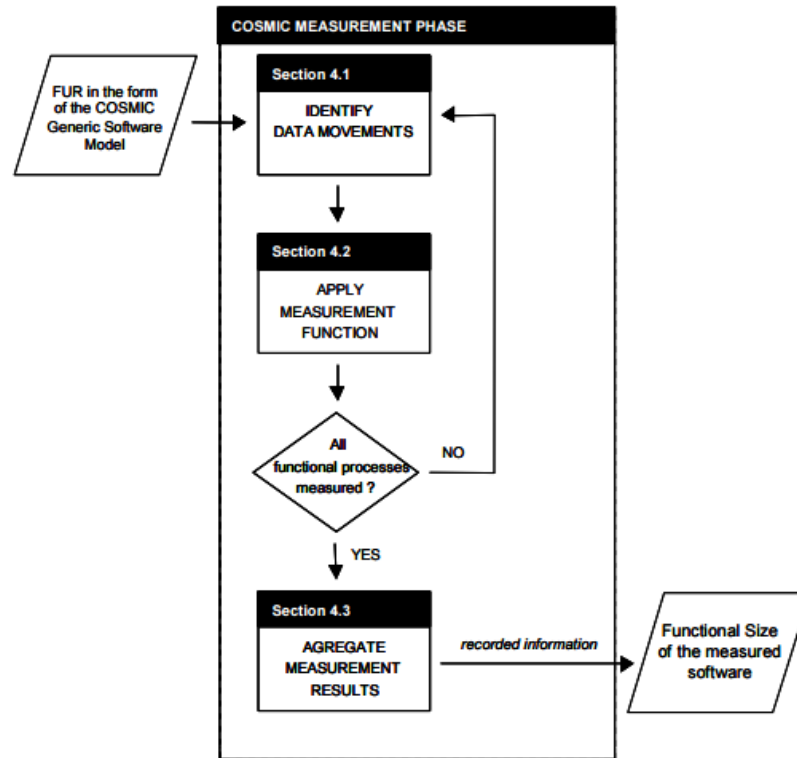 COSMIC MEASUREMENT PHASE
FUR in the form
of the COSMIC
Generic Software
Model
Section 4.1
IDENTIFY
DATA MOVEMENTS
Section 4.2
APPLY
MEASUREMENT
FUNCTION
All
functional processes
measured ?
NO
YES
Section 4.3
AGREGATE
MEASUREMENT
RESULTS
recorded information
Functional Size
of the measured
software